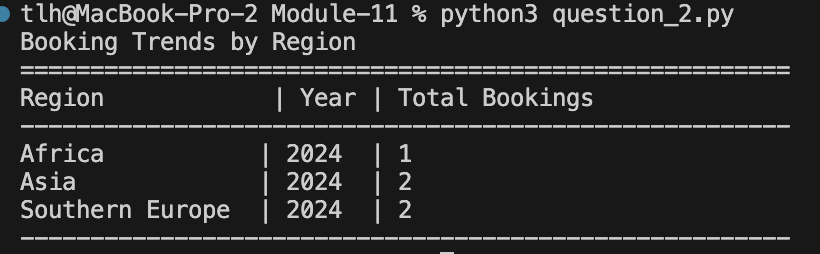 tlh@MacBook-Pro-2 Module-11 % python3 question_2.py
Booking Trends by Region
=======================================================
Region            | Year | Total Bookings
-------------------------------------------------------
Africa           | 2024  | 1
Asia             | 2024  | 2
Southern Europe  | 2024  | 2
-------------------------------------------------------